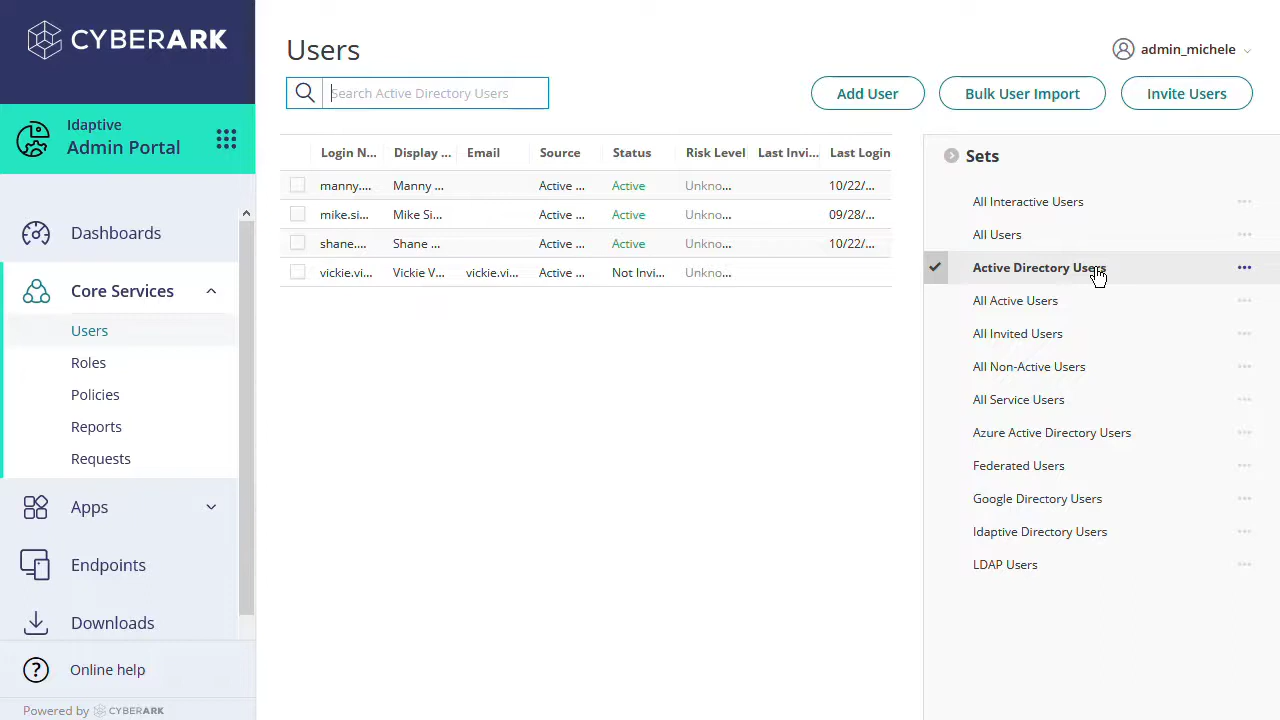 CYBERARK
Idaptive
Admin Portal
Dashboards
Core Services
Users
Roles
Policies
Reports
Requests
Apps
Endpoints
Downloads
Online help
Powered by CYBERARK
Users
admin_michele
Search Active Directory Users
Add User
Bulk User Import
Invite Users
Login N... Display ... Email Source Status Risk Level Last Invi... Last Login
manny.... Manny ... Active ... Active Unkno... 10/22/...
mike.si... Mike Si... Active ... Active Unkno... 09/28/...
shane.... Shane ... Active ... Active Unkno... 10/22/...
vickie.vi... Vickie V... vickie.vi... Active ... Not Invi... Unkno...
Sets
All Interactive Users
All Users
Active Directory Users
All Active Users
All Invited Users
All Non-Active Users
All Service Users
Azure Active Directory Users
Federated Users
Google Directory Users
Idaptive Directory Users
LDAP Users